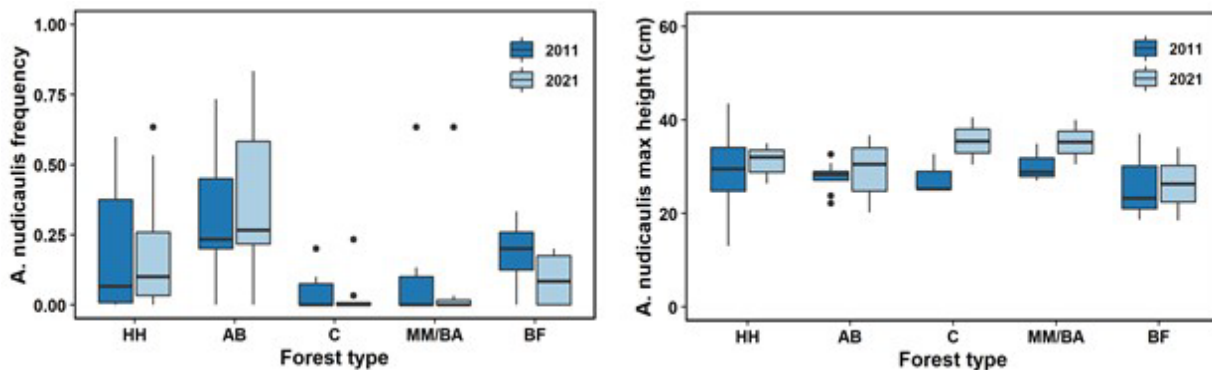 A. nudicaulis frequency
1.00
0.75
0.50
0.25
0.00
2011
2021
HH AB C MM/BA BF
Forest type
A. nudicaulis max height (cm)
60
40
20
0
2011
2021
HH AB C MM/BA BF
Forest type